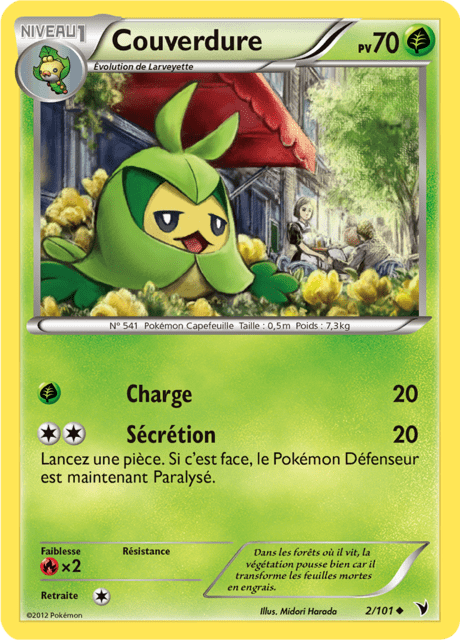 NIVEAU 1
Couverdure
PV 70
Évolution de Larveyette
N° 541 Pokémon Capefeuille Taille : 0,5m Poids : 7,3kg
Charge 20
Sécrétion 20
Lancez une pièce. Si c'est face, le Pokémon Défenseur
est maintenant Paralysé.
Faiblesse Résistance
×2
Retraite
Dans les forêts où il vit, la
végétation pousse bien car il
transforme les feuilles mortes
en engrais.
©2012 Pokémon
Illus. Midori Harada 2/101